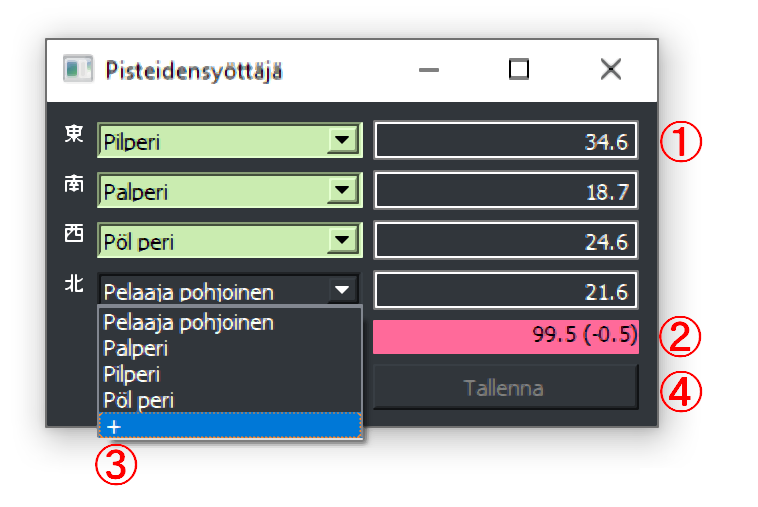 Pisteidensyöttäjä
東 Pilperi 34.6 ①
南 Palperi 18.7
西 Pöl peri 24.6
北 Pelaaja pohjoinen 21.6
Pelaaja pohjoinen
99.5 (-0.5) ②
Palperi
Pilperi
Tallenna ④
Pöl peri
+
③